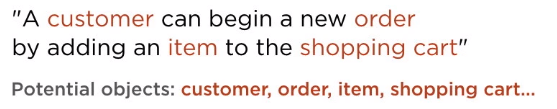 "A customer can begin a new order
by adding an item to the shopping cart"
Potential objects: customer, order, item, shopping cart...